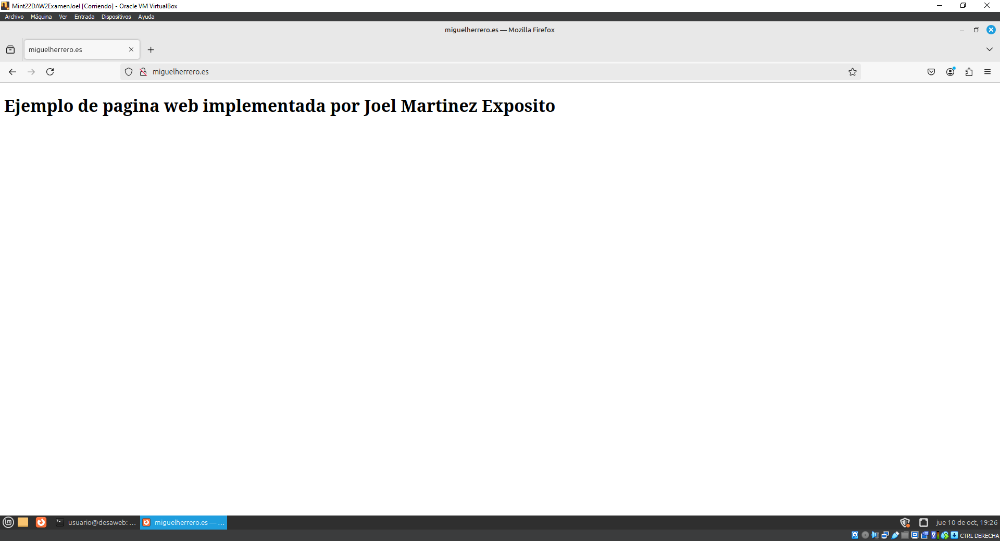 Mint22DAW2ExamenJoel [Corriendo] - Oracle VM VirtualBox
Archivo Máquina Ver Entrada Dispositivos Ayuda
miguelherrero.es — Mozilla Firefox
miguelherrero.es
miguelherrero.es
Ejemplo de pagina web implementada por Joel Martinez Exposito
usuario@desaweb: ... miguelherrero.es — ... jue 10 de oct, 19:26
CTRL DERECHA